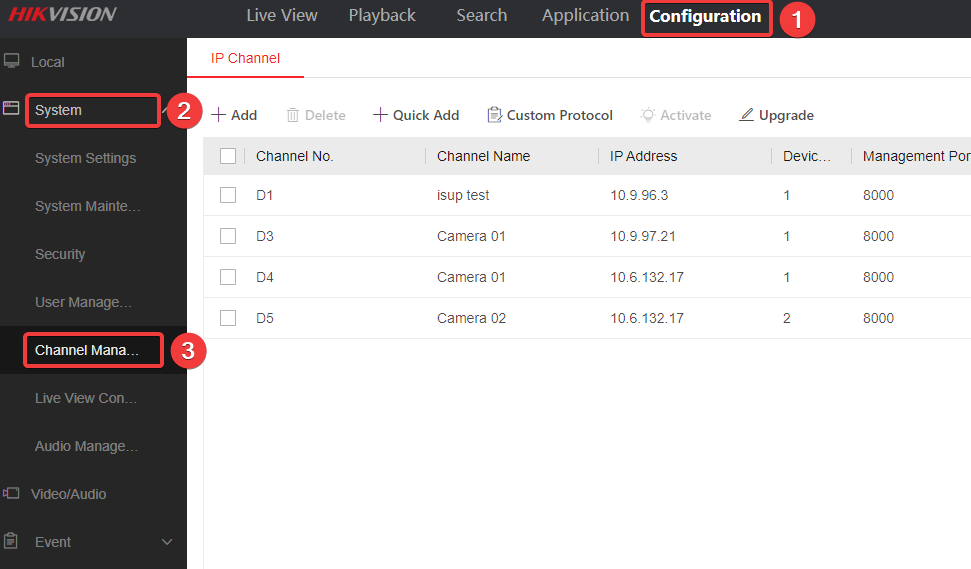 HIKVISION Live View Playback Search Application Configuration 1
Local
System 2
System Settings
System Mainte...
Security
User Manage...
Channel Mana... 3
Live View Con...
Audio Manage...
Video/Audio
Event
IP Channel
Add Delete Quick Add Custom Protocol Activate Upgrade
Channel No. Channel Name IP Address Devic... Management Por
D1 isup test 10.9.96.3 1 8000
D3 Camera 01 10.9.97.21 1 8000
D4 Camera 01 10.6.132.17 1 8000
D5 Camera 02 10.6.132.17 2 8000